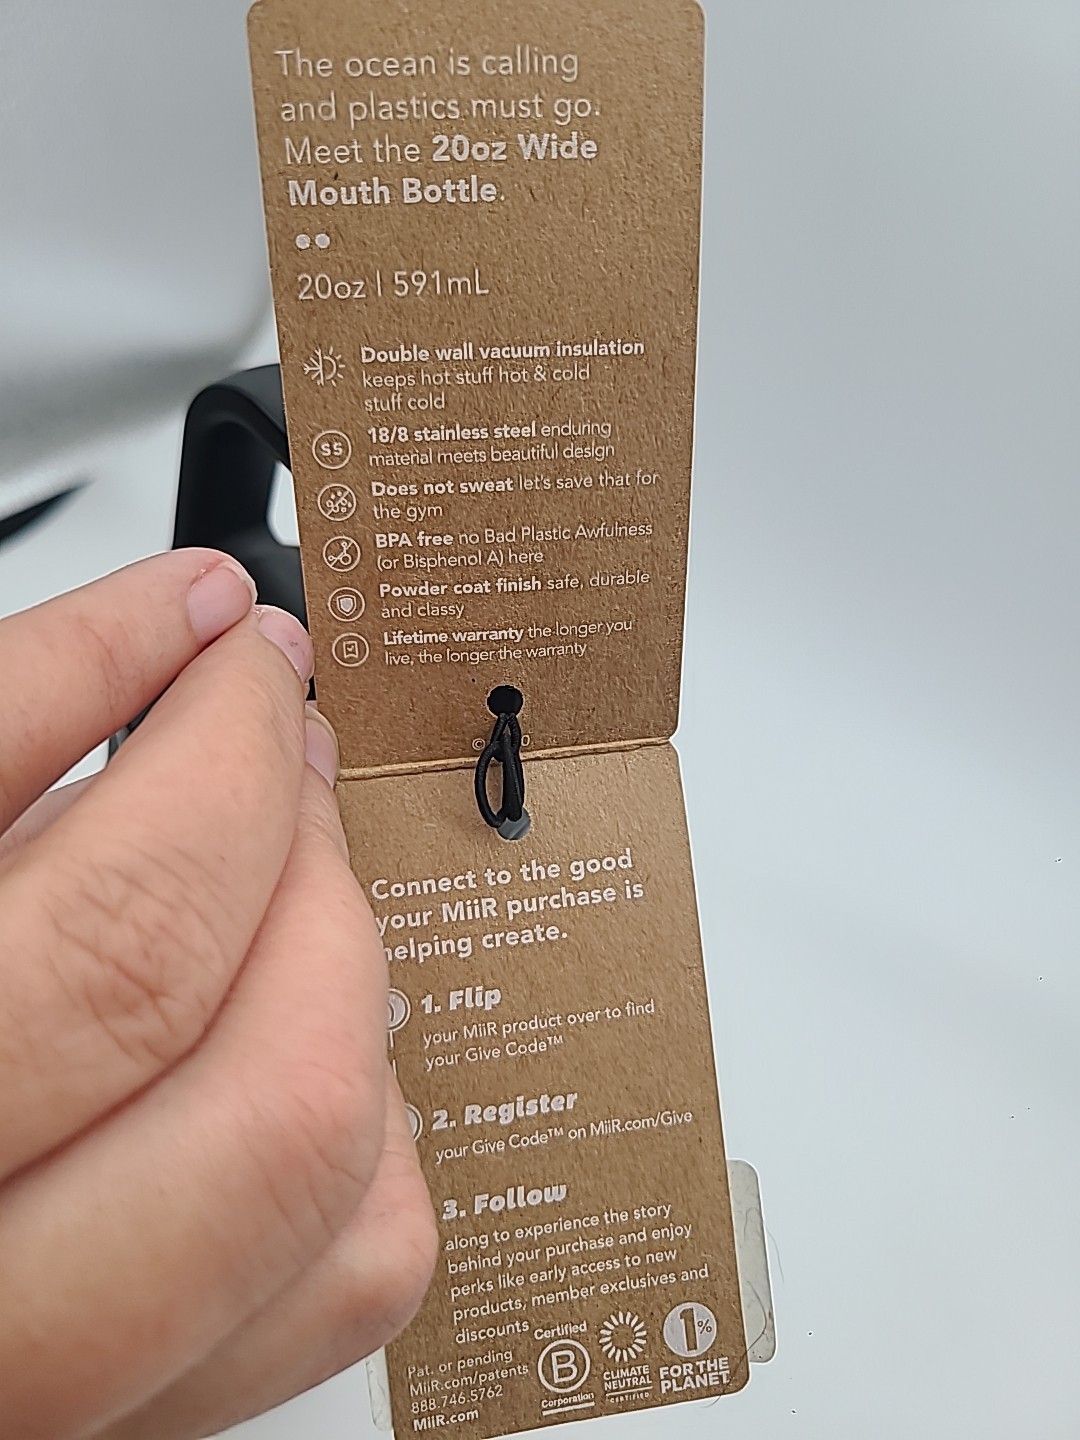 The ocean is calling
and plastics must go.
Meet the 20oz Wide
Mouth Bottle.
20oz | 591mL
Double wall vacuum insulation
keeps hot stuff hot & cold
stuff cold
SS
18/8 stainless steel enduring
material meets beautiful design
Does not sweat let's save that for
the gym
BPA free no Bad Plastic Awfulness
(or Bisphenol A) here
Powder coat finish safe, durable
and classy
Lifetime warranty the longer you
live, the longer the warranty
Connect to the good
your MiiR purchase is
helping create.
1. Flip
your MiiR product over to find
your Give Code™
2. Register
your Give Code™ on MiiR.com/Give
3. Follow
along to experience the story
behind your purchase and enjoy
perks like early access to new
products, member exclusives and
discounts
Pat. or pending
MiiR.com/patents
888.746.5762
MiiR.com
Certified
B
Corporation
CLIMATE
NEUTRAL
CERTIFIED
1%
FOR THE
PLANET